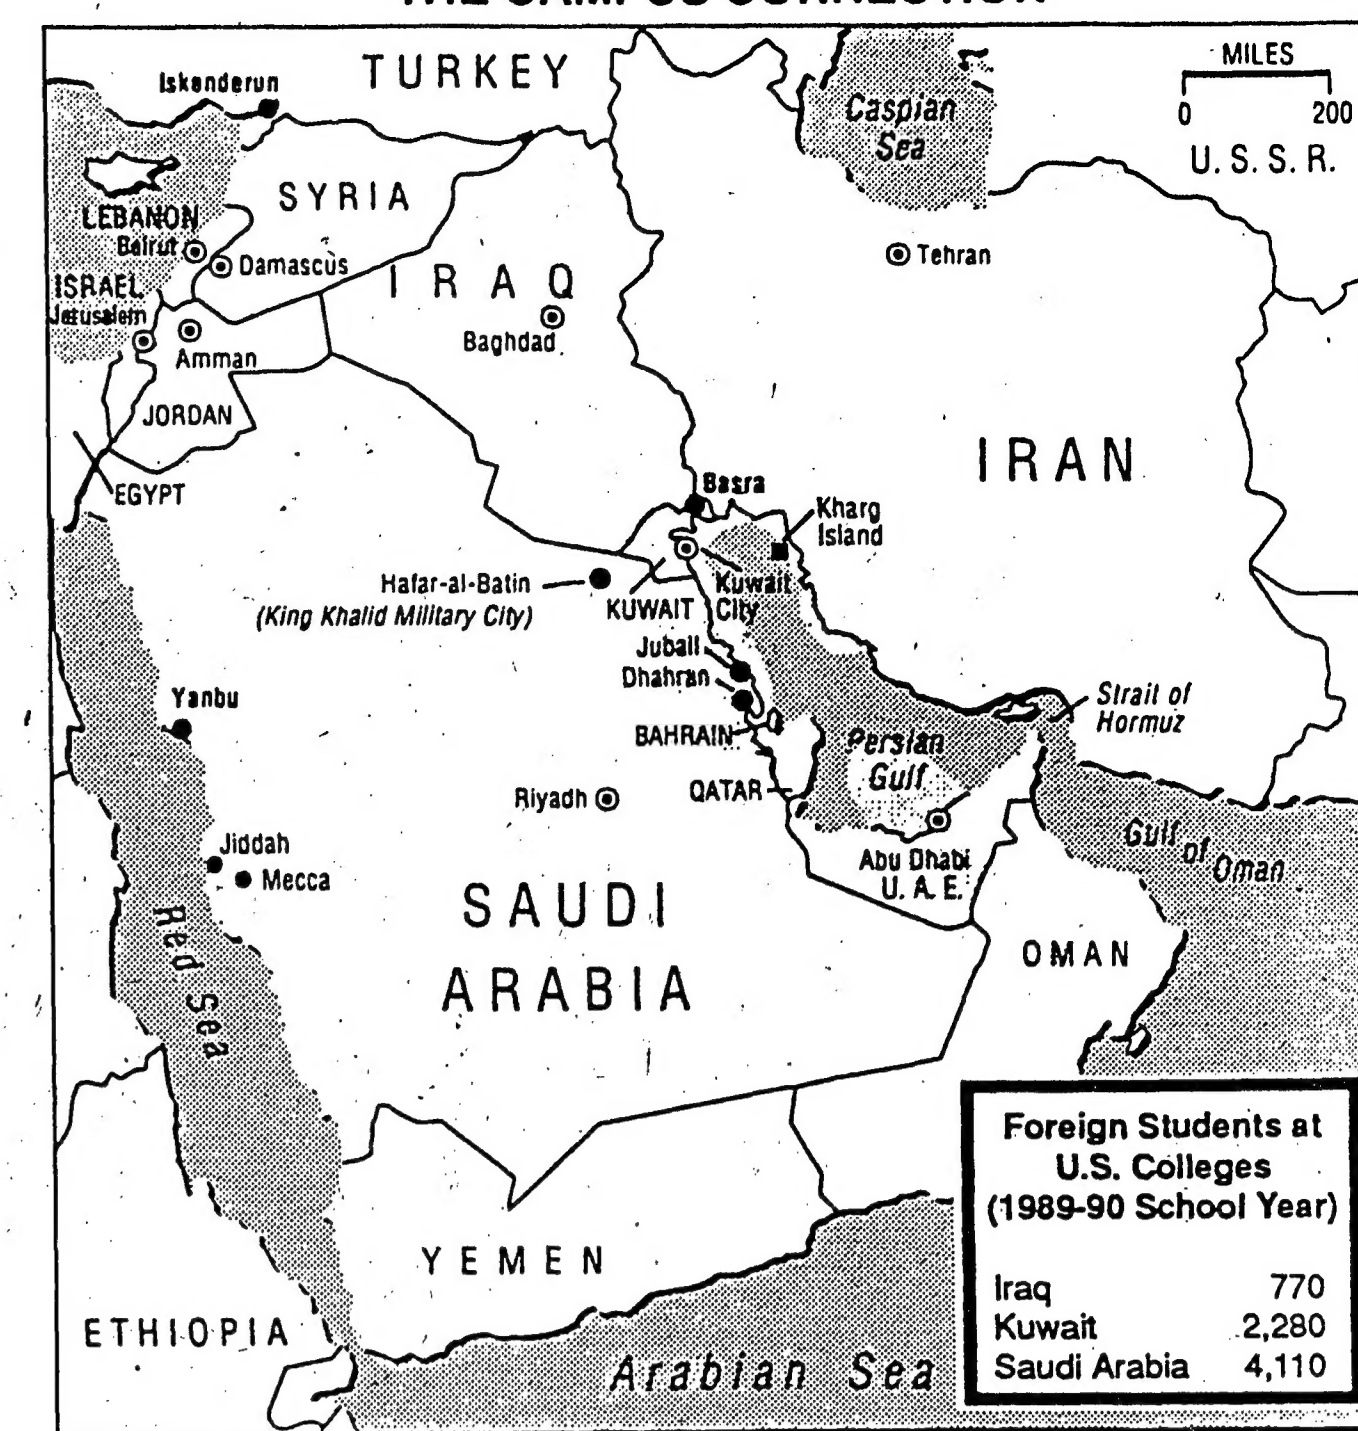 THE CAMPUS CONNECTION
TURKEY
Iskenderun
Caspian
Sea
MILES
0 200
U. S. S. R.
SYRIA
LEBANON
Beirut
Damascus
Tehran
ISRAEL
Jerusalem
IRAQ
Baghdad
Amman
JORDAN
IRAN
EGYPT
Basra
Kharg
Island
Hafar-al-Batin
(King Khalid Military City)
KUWAIT
Kuwait
City
Juball
Dhahran
Yanbu
Strait of
Hormuz
BAHRAIN
Persian
Gulf
Riyadh
QATAR
Jiddah
Mecca
Abu Dhabi
U. A. E.
Gulf of Oman
SAUDI
ARABIA
OMAN
Red Sea
YEMEN
ETHIOPIA
Arabian Sea
Foreign Students at
U.S. Colleges
(1989-90 School Year)
Iraq 770
Kuwait 2,280
Saudi Arabia 4,110